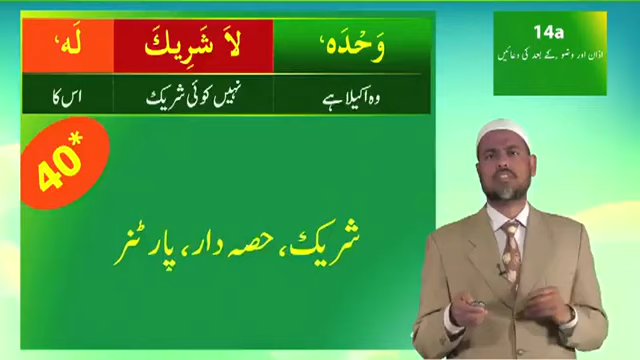 وَحْدَهٗ لاَ شَرِيكَ لَهٗ
وہ اکیلا ہے نہیں کوئی شریک اس کا
40*
شریک، حصہ دار، پارٹنر
14a
اذان اور وضو کے بعد کی دعائیں